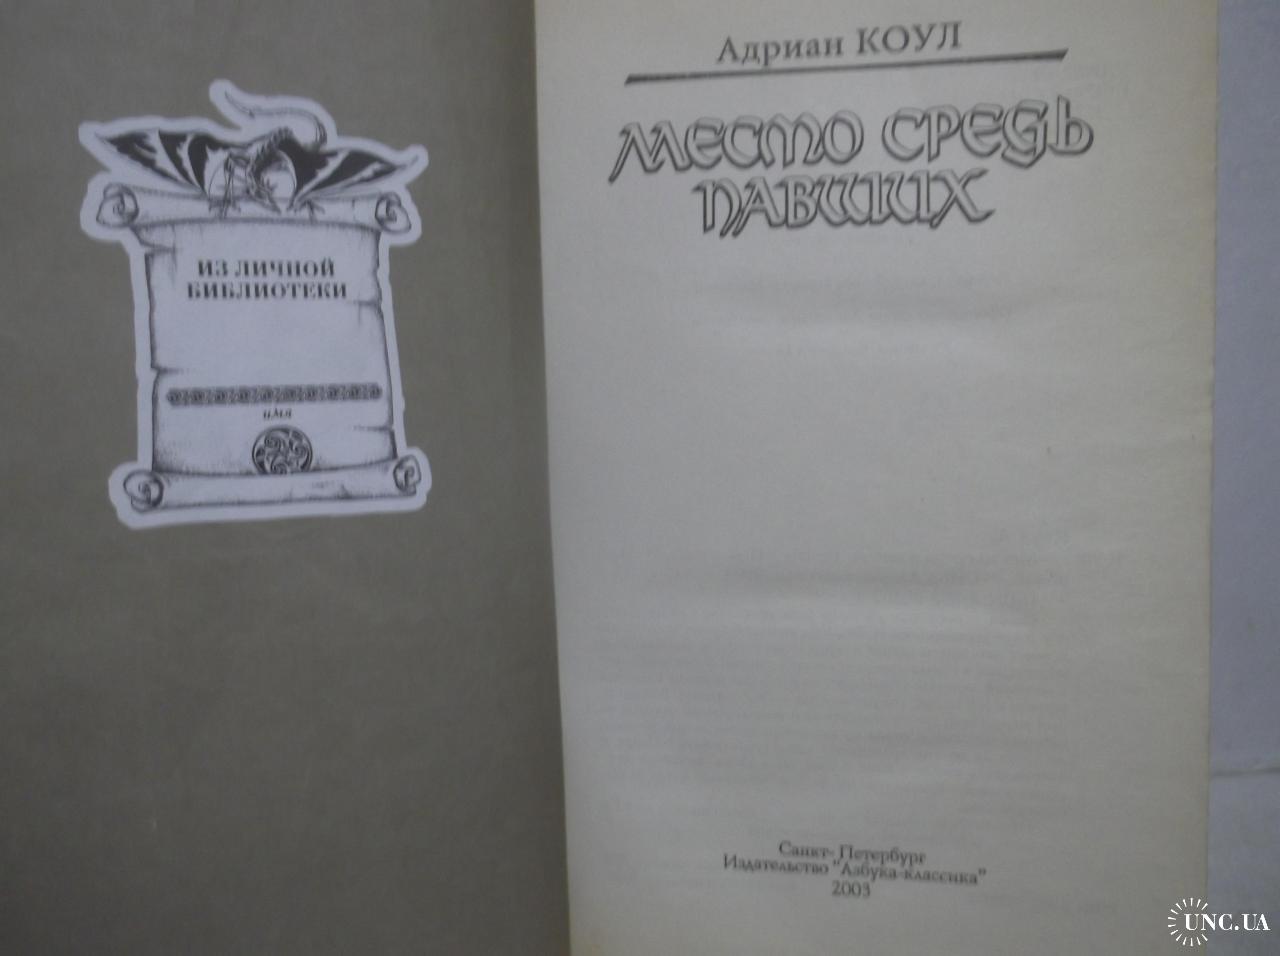 ИЗ ЛИЧНОЙ
БИБЛИОТЕКИ
имя
Адриан КОУЛ
МЕСТО СРЕДЬ
ПАВШИХ
Санкт-Петербург
Издательство "Азбука-классика"
2003
UNC.UA